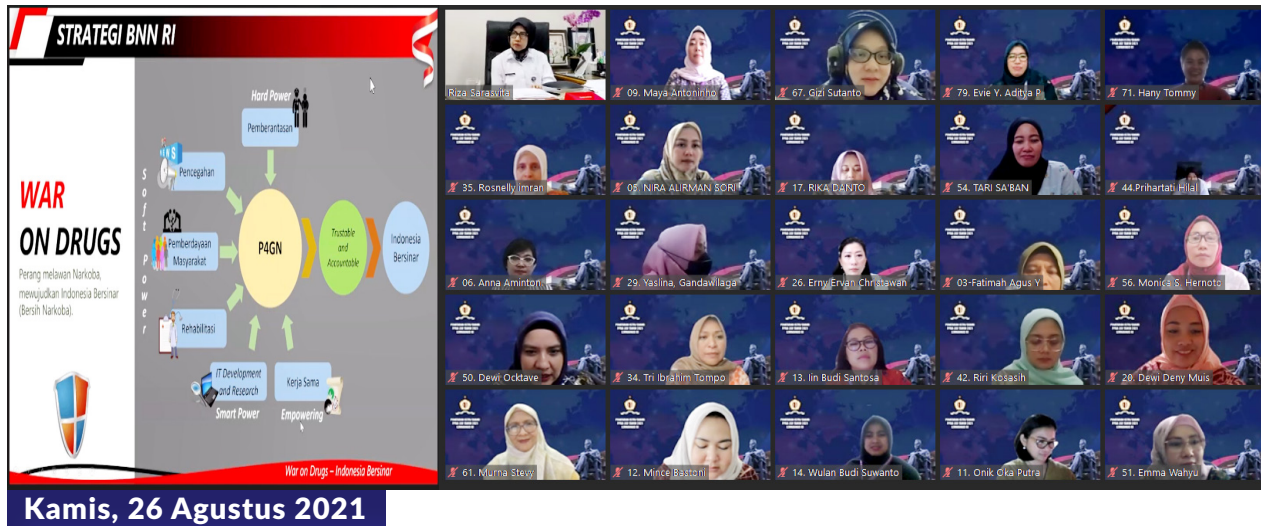 STRATEGI BNN RI
WAR
ON DRUGS
Perang melawan Narkoba,
mewujudkan Indonesia Bersinar
(Bersih Narkoba).
Hard Power
Pemberantasan
Soft Power
NEWS
Pencegahan
Pemberdayaan
Masyarakat
Rehabilitasi
P4GN
Trustable
and
Accountable
Indonesia
Bersinar
IT Development
and Research
Smart Power
Kerja Sama
Empowering
War on Drugs – Indonesia Bersinar
Riza Sarasvita
09. Maya Antoninho
67. Gizi Sutanto
79. Evie Y. Aditya P
71. Hany Tommy
35. Rosnelly imran
05. NIRA ALIRMAN SORI
17. RIKA DANTO
54. TARI SA'BAN
44.Prihartati Hilal
06. Anna Aminton.
29. Yaslina, Gandawilaga
26. Erny Ervan Christawan
03-Fatimah Agus Y
56. Monica S. Hernoto
50. Dewi Ocktave
34. Tri Ibrahim Tompo
13. Iin Budi Santosa
42. Riri Kosasih
20. Dewi Deny Muis
61. Murna Stevy
12. Mince Bastoni
14. Wulan Budi Suwanto
11. Onik Oka Putra
51. Emma Wahyu
Kamis, 26 Agustus 2021